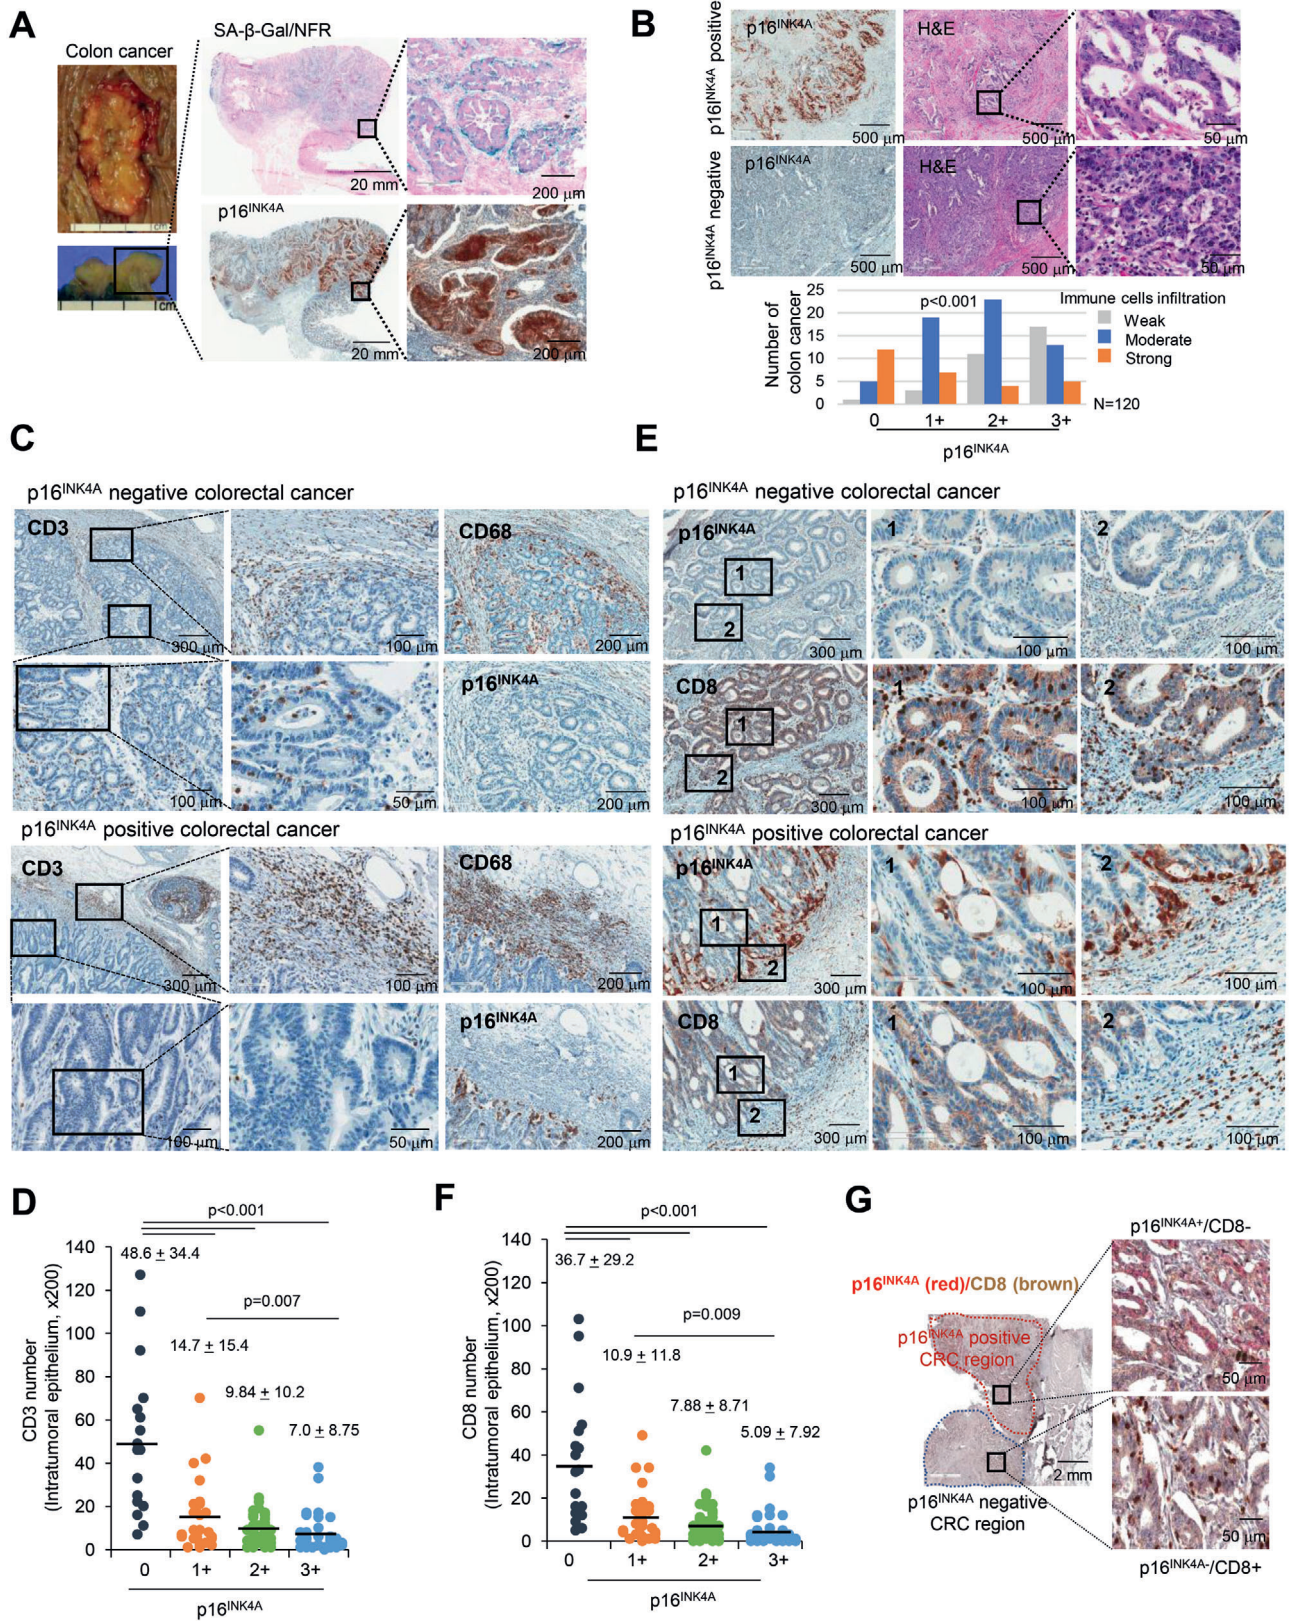 A
Colon cancer
SA-β-Gal/NFR
20 mm
200 μm
p16INK4A
20 mm
200 μm
cm
cm
B
p16INK4A positive
p16INK4A
500 μm
H&E
500 μm
50 μm
p16INK4A negative
p16INK4A
500 μm
H&E
500 μm
50 μm
Number of
colon cancer
25
20
15
10
5
0
p<0.001
Immune cells infiltration
Weak
Moderate
Strong
N=120
0 1+ 2+ 3+
p16INK4A
C
p16INK4A negative colorectal cancer
CD3
300 μm
100 μm
CD68
200 μm
100 μm
50 μm
p16INK4A
200 μm
p16INK4A positive colorectal cancer
CD3
300 μm
100 μm
CD68
200 μm
100 μm
50 μm
p16INK4A
200 μm
E
p16INK4A negative colorectal cancer
p16INK4A
1
2
300 μm
1
100 μm
2
100 μm
CD8
1
2
300 μm
1
100 μm
2
100 μm
p16INK4A positive colorectal cancer
p16INK4A
1
2
300 μm
1
100 μm
2
100 μm
CD8
1
2
300 μm
1
100 μm
2
100 μm
D
CD3 number
(Intratumoral epithelium, x200)
140
120
100
80
60
40
20
0
p<0.001
48.6 ± 34.4
p=0.007
14.7 ± 15.4
9.84 ± 10.2
7.0 ± 8.75
0 1+ 2+ 3+
p16INK4A
F
CD8 number
(Intratumoral epithelium, x200)
140
120
100
80
60
40
20
0
p<0.001
36.7 ± 29.2
p=0.009
10.9 ± 11.8
7.88 ± 8.71
5.09 ± 7.92
0 1+ 2+ 3+
p16INK4A
G
p16INK4A+/CD8-
p16INK4A (red)/CD8 (brown)
p16INK4A positive
CRC region
50 μm
2 mm
p16INK4A negative
CRC region
50 μm
p16INK4A-/CD8+